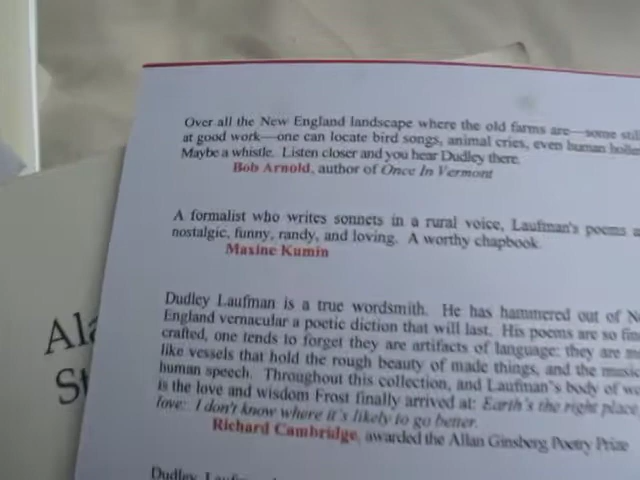 Over all the New England landscape where the old farms are—some still
at good work—one can locate bird songs, animal cries, even human
Maybe a whistle. Listen closer and you hear Dudley there.
Bob Arnold, author of Once In Vermont
A formalist who writes sonnets in a rural voice, Laufman's poems
nostalgic, funny, randy, and loving. A worthy chapbook.
Maxine Kumin
Dudley Laufman is a true wordsmith. He has hammered out of
England vernacular a poetic diction that will last. His poems are so
crafted, one tends to forget they are artifacts of language: they are
like vessels that hold the rough beauty of made things, and the music
human speech. Throughout this collection, and Laufman's body of
is the love and wisdom Frost finally arrived at: Earth's the right place
love: I don't know where it's likely to go better.
Richard Cambridge, awarded the Allan Ginsberg Poetry Prize
Dudley
Ala
St